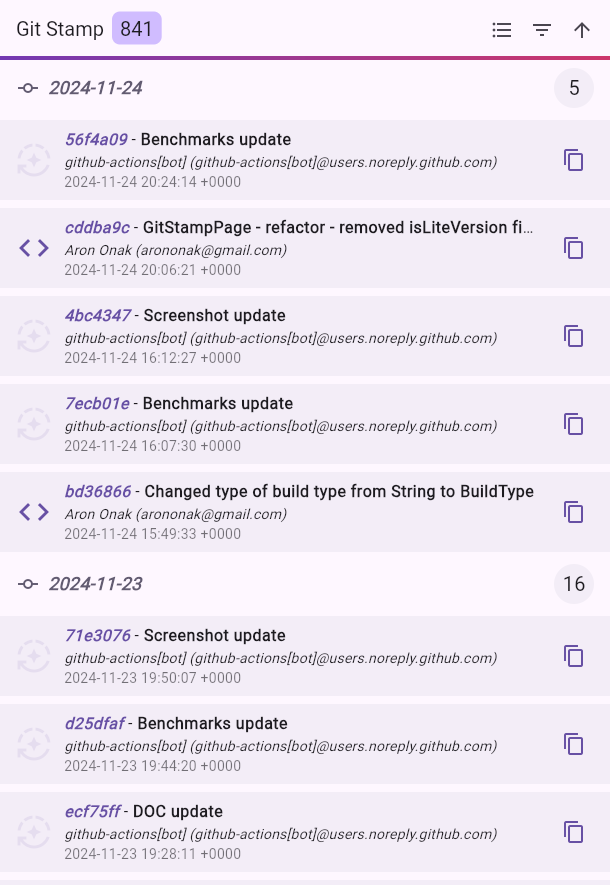 Git Stamp 841
2024-11-24 5
56f4a09 - Benchmarks update
github-actions[bot] (github-actions[bot]@users.noreply.github.com)
2024-11-24 20:24:14 +0000
cddba9c - GitStampPage - refactor - removed isLiteVersion fi...
Aron Onak (arononak@gmail.com)
2024-11-24 20:06:21 +0000
4bc4347 - Screenshot update
github-actions[bot] (github-actions[bot]@users.noreply.github.com)
2024-11-24 16:12:27 +0000
7ecb01e - Benchmarks update
github-actions[bot] (github-actions[bot]@users.noreply.github.com)
2024-11-24 16:07:30 +0000
bd36866 - Changed type of build type from String to BuildType
Aron Onak (arononak@gmail.com)
2024-11-24 15:49:33 +0000
2024-11-23 16
71e3076 - Screenshot update
github-actions[bot] (github-actions[bot]@users.noreply.github.com)
2024-11-23 19:50:07 +0000
d25dfaf - Benchmarks update
github-actions[bot] (github-actions[bot]@users.noreply.github.com)
2024-11-23 19:44:20 +0000
ecf75ff - DOC update
github-actions[bot] (github-actions[bot]@users.noreply.github.com)
2024-11-23 19:28:11 +0000